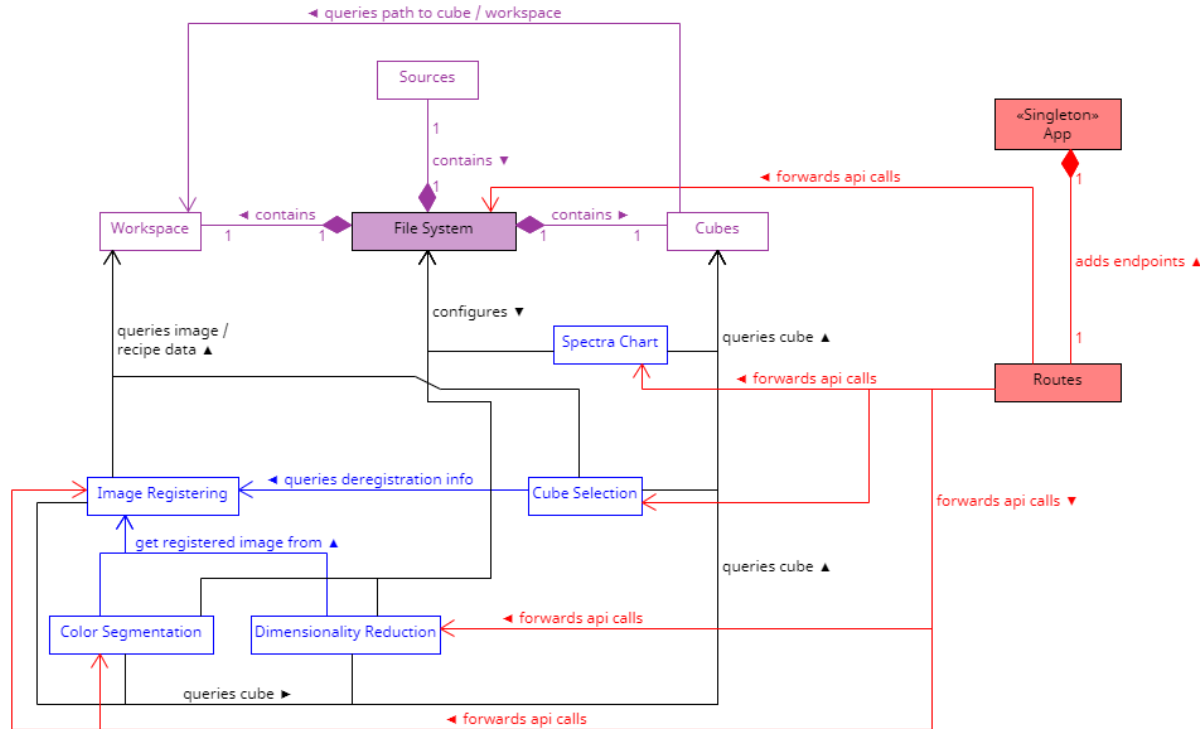 ◄ queries path to cube / workspace
Sources
«Singleton»
App
1
1
contains ▼
◄ forwards api calls
1
◄ contains
contains ►
Workspace
File System
Cubes
1
1
1
1
adds endpoints ▲
configures ▼
queries image /
recipe data ▲
Spectra Chart
queries cube ▲
1
◄ forwards api calls
Routes
◄ queries deregistration info
Image Registering
Cube Selection
forwards api calls ▼
get registered image from ▲
queries cube ▲
◄ forwards api calls
Color Segmentation
Dimensionality Reduction
queries cube ►
◄ forwards api calls